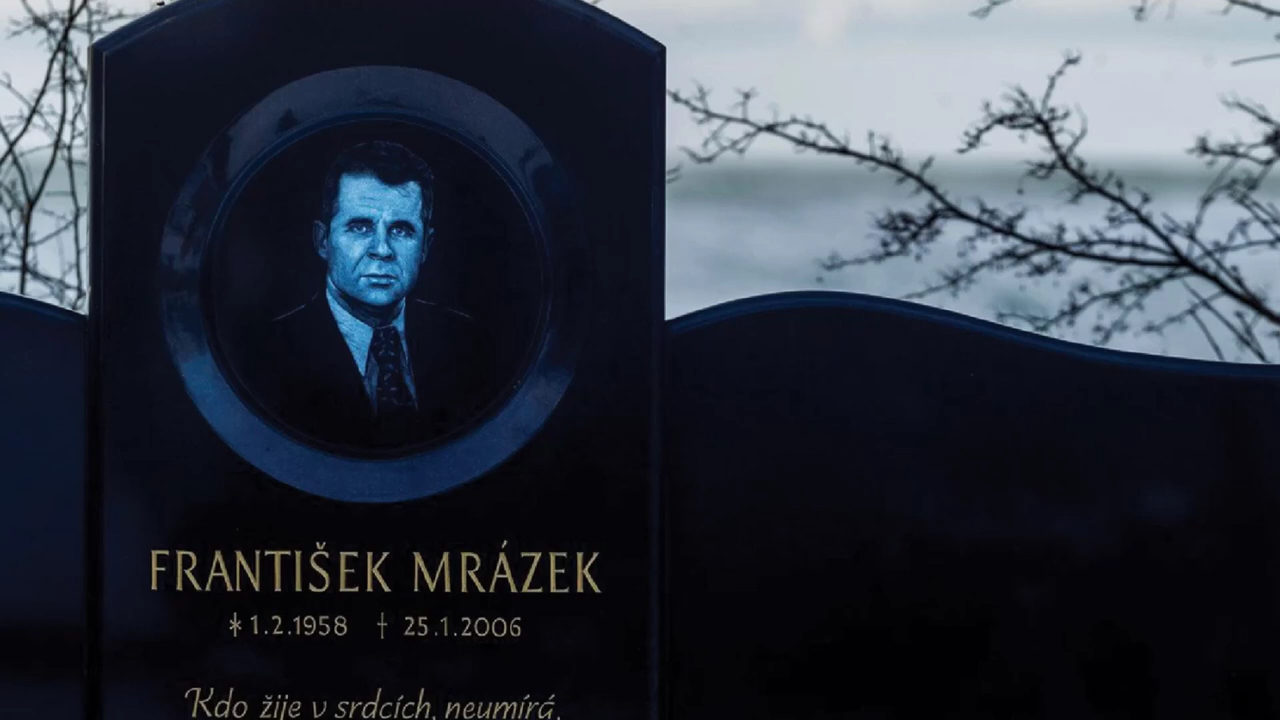 FRANTIŠEK MRÁZEK
* 1.2.1958 † 25.1.2006
Kdo žije v srdcích, neumírá.